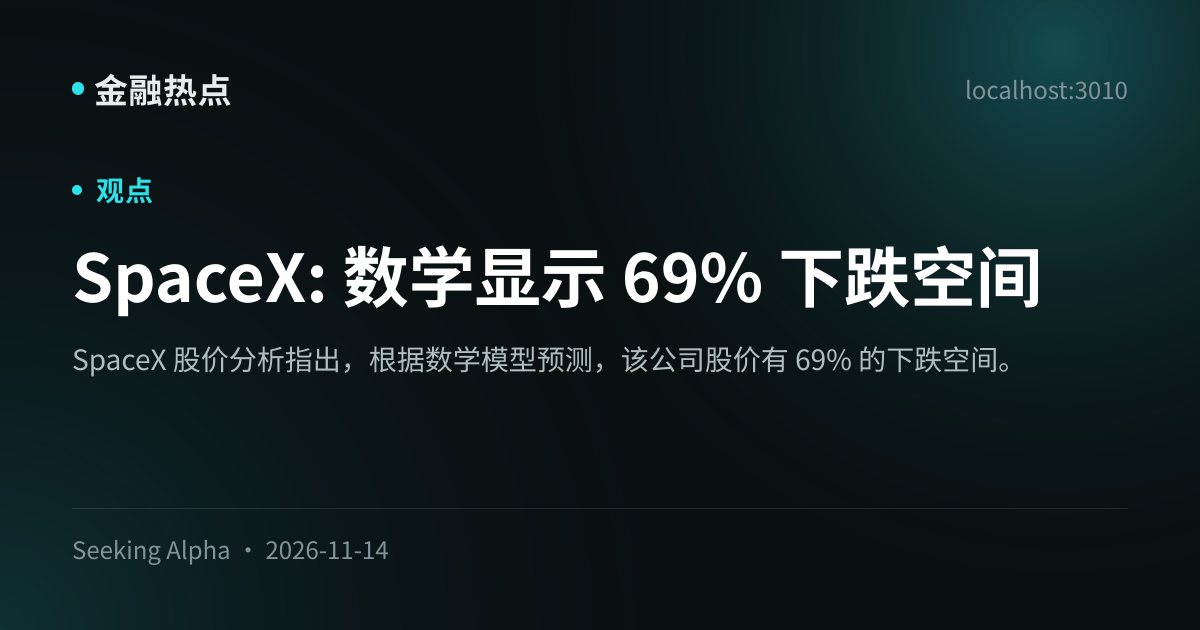 金融热点
localhost:3010
观点
SpaceX: 数学显示 69% 下跌空间
SpaceX 股价分析指出，根据数学模型预测，该公司股价有 69% 的下跌空间。
Seeking Alpha · 2026-11-14